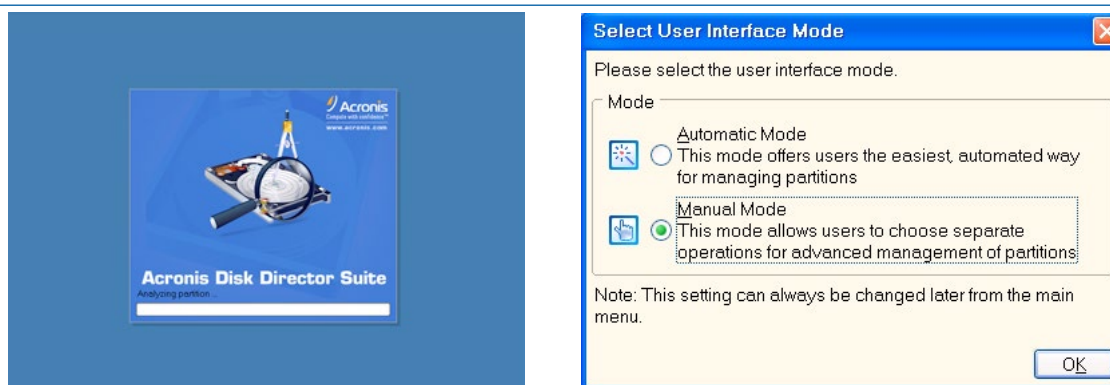 Acronis
Compute with confidence™
www.acronis.com
Acronis Disk Director Suite
Analyzing partition ...
Select User Interface Mode
Please select the user interface mode.
Mode
Automatic Mode
This mode offers users the easiest, automated way
for managing partitions
Manual Mode
This mode allows users to choose separate
operations for advanced management of partitions
Note: This setting can always be changed later from the main
menu.
OK